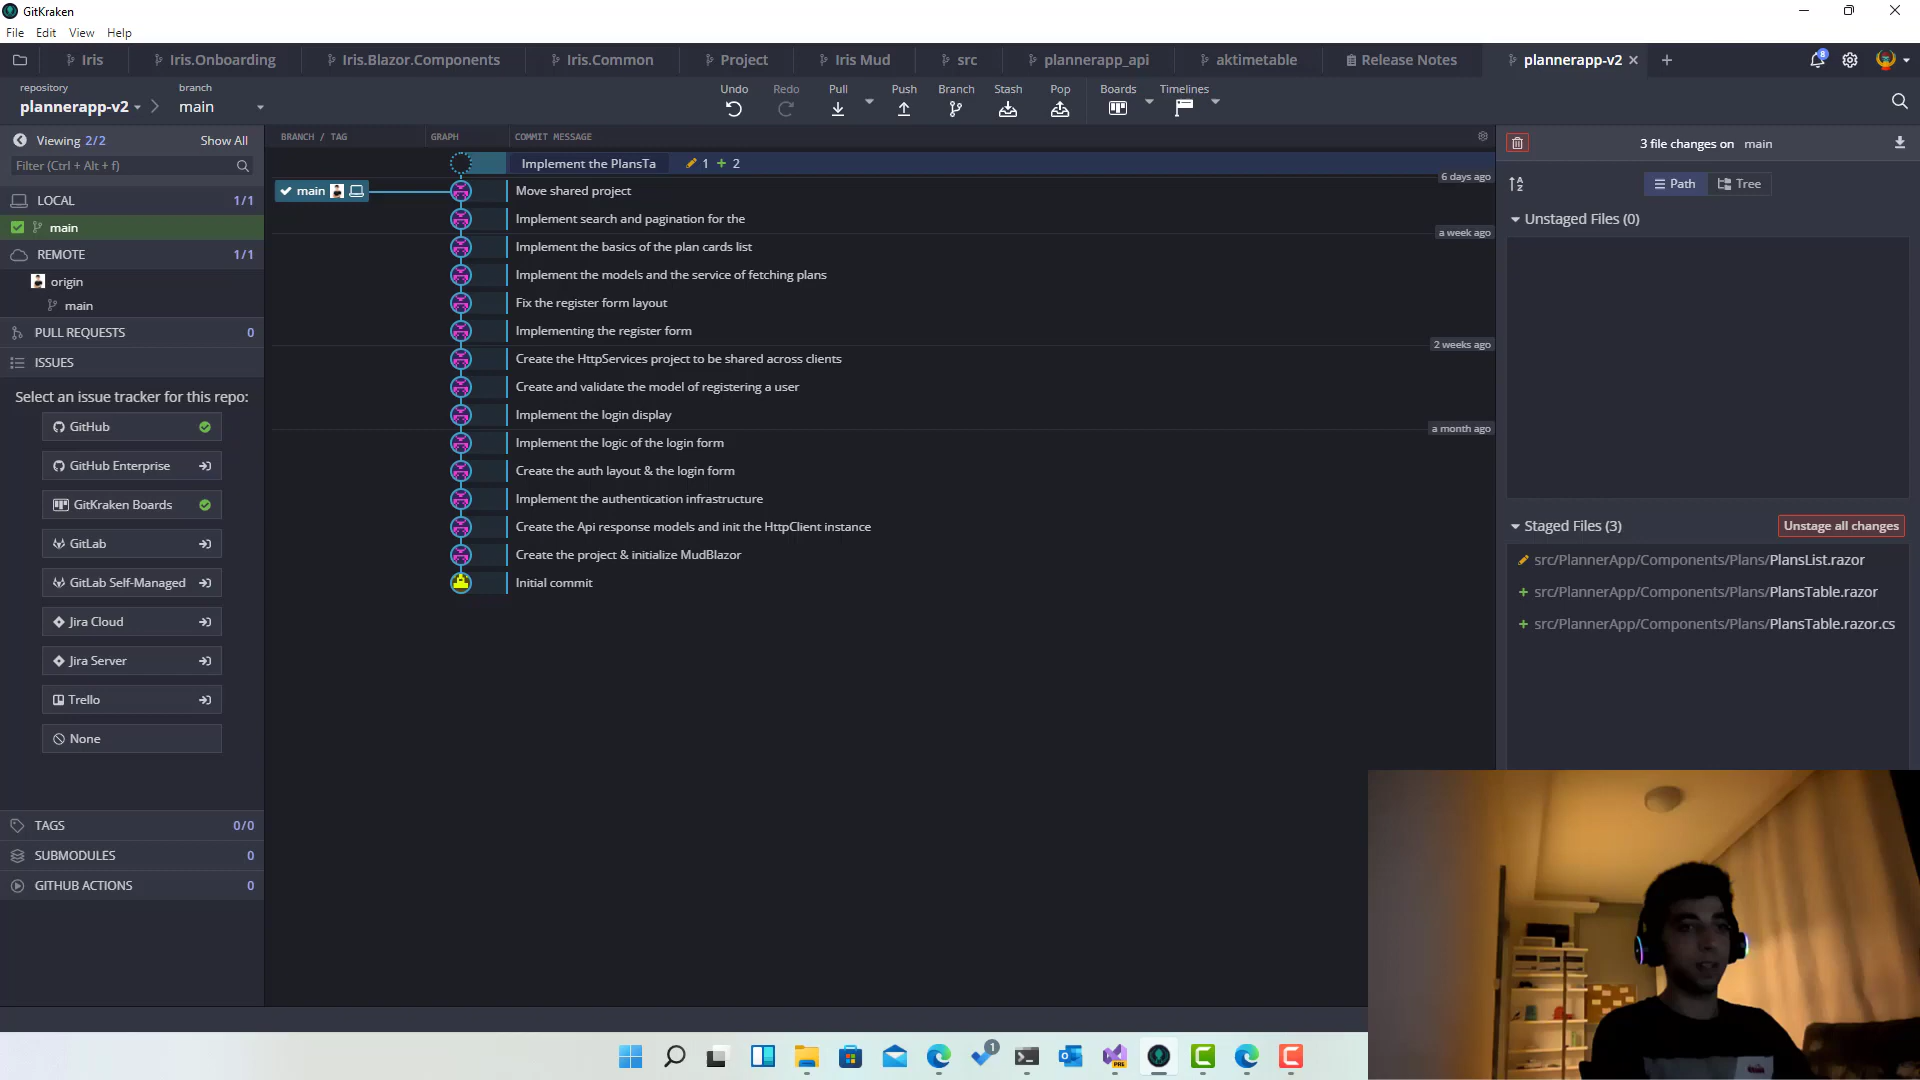 GitKraken
File Edit View Help
Iris Iris.Onboarding Iris.Blazor.Components Iris.Common Project Iris Mud src plannerapp_api aktimetable Release Notes plannerapp-v2
8
repository
plannerapp-v2
branch
main
Undo Redo Pull Push Branch Stash Pop Boards Timelines
Viewing 2/2 Show All
Filter (Ctrl + Alt + f)
LOCAL 1/1
main
REMOTE 1/1
origin
main
PULL REQUESTS 0
ISSUES
Select an issue tracker for this repo:
GitHub
GitHub Enterprise
GitKraken Boards
GitLab
GitLab Self-Managed
Jira Cloud
Jira Server
Trello
None
TAGS 0/0
SUBMODULES 0
GITHUB ACTIONS 0
BRANCH / TAG GRAPH COMMIT MESSAGE
Implement the PlansTa 1 + 2
6 days ago
main Move shared project
Implement search and pagination for the
a week ago
Implement the basics of the plan cards list
Implement the models and the service of fetching plans
Fix the register form layout
Implementing the register form
2 weeks ago
Create the HttpServices project to be shared across clients
Create and validate the model of registering a user
Implement the login display
a month ago
Implement the logic of the login form
Create the auth layout & the login form
Implement the authentication infrastructure
Create the Api response models and init the HttpClient instance
Create the project & initialize MudBlazor
Initial commit
3 file changes on main
Path Tree
Unstaged Files (0)
Staged Files (3) Unstage all changes
src/PlannerApp/Components/Plans/PlansList.razor
+ src/PlannerApp/Components/Plans/PlansTable.razor
+ src/PlannerApp/Components/Plans/PlansTable.razor.cs
1
PRE